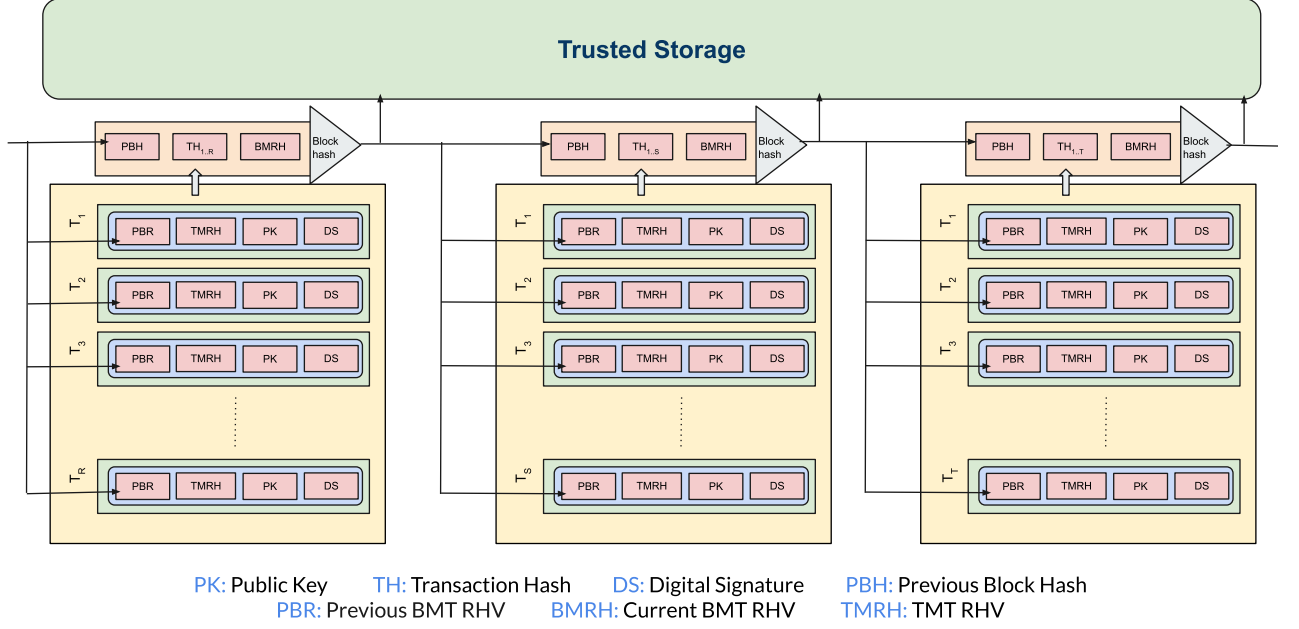 Trusted Storage
PBH TH1..R BMRH Block hash
PBH TH1..S BMRH Block hash
PBH TH1..T BMRH Block hash
T1 PBR TMRH PK DS
T2 PBR TMRH PK DS
T3 PBR TMRH PK DS
TR PBR TMRH PK DS
T1 PBR TMRH PK DS
T2 PBR TMRH PK DS
T3 PBR TMRH PK DS
TS PBR TMRH PK DS
T1 PBR TMRH PK DS
T2 PBR TMRH PK DS
T3 PBR TMRH PK DS
TT PBR TMRH PK DS
PK: Public Key TH: Transaction Hash DS: Digital Signature PBH: Previous Block Hash
PBR: Previous BMT RHV BMRH: Current BMT RHV TMRH: TMT RHV